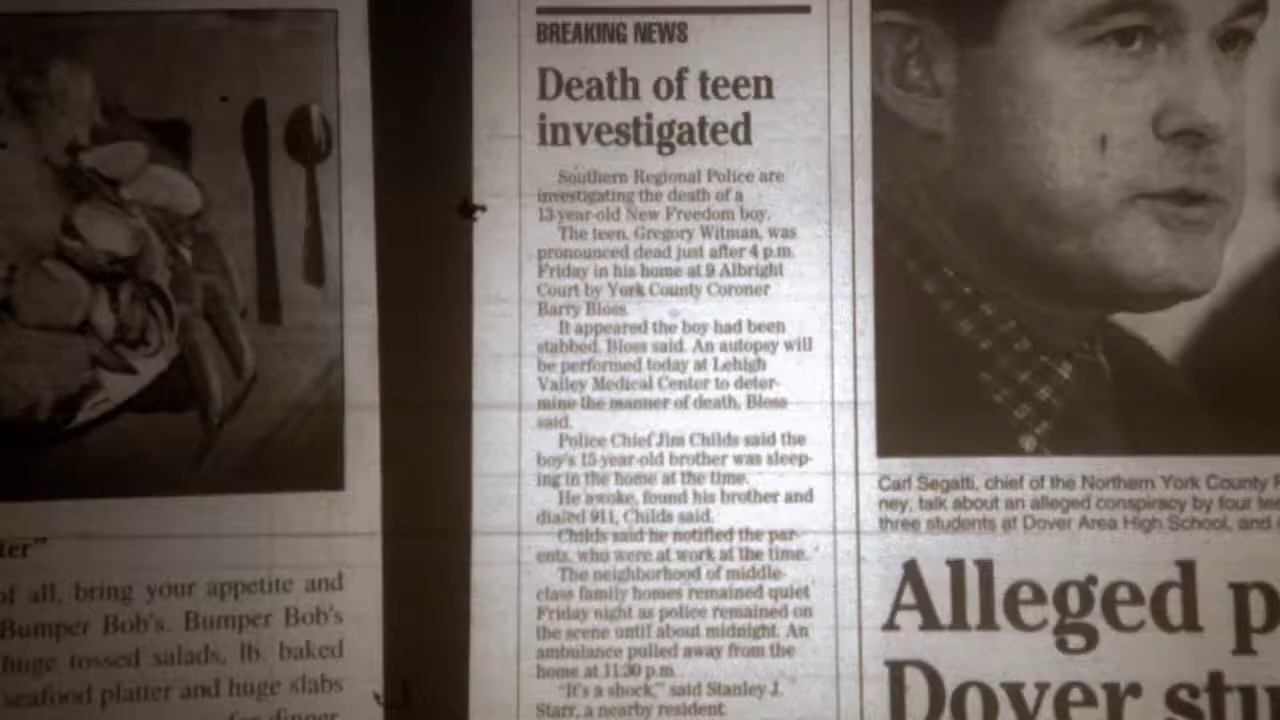 BREAKING NEWS
Death of teen
investigated
Southern Regional Police are
investigating the death of a
13-year-old New Freedom boy.
The teen, Gregory Witman, was
pronounced dead just after 4 p.m.
Friday in his home at 9 Albright
Court by York County Coroner
Barry Bloss.
It appeared the boy had been
stabbed, Bloss said. An autopsy will
be performed today at Lehigh
Valley Medical Center to deter-
mine the manner of death, Bloss
said.
Police Chief Jim Childs said the
boy's 15-year-old brother was sleep-
ing in the home at the time.
He awoke, found his brother and
dialed 911, Childs said.
Childs said he notified the par-
ents, who were at work at the time.
The neighborhood of middle-
class family homes remained quiet
Friday night as police remained on
the scene until about midnight. An
ambulance pulled away from the
home at 11:30 p.m.
"It's a shock," said Stanley J.
Starr, a nearby resident.
ter"
of all, bring your appetite and
Bumper Bob's. Bumper Bob's
huge tossed salads, lb. baked
seafood platter and huge slabs
dinner
Carl Segatti, chief of the Northern York County
ney, talk about an alleged conspiracy by four
three students at Dover Area High School, and
Alleged p
Dover stu